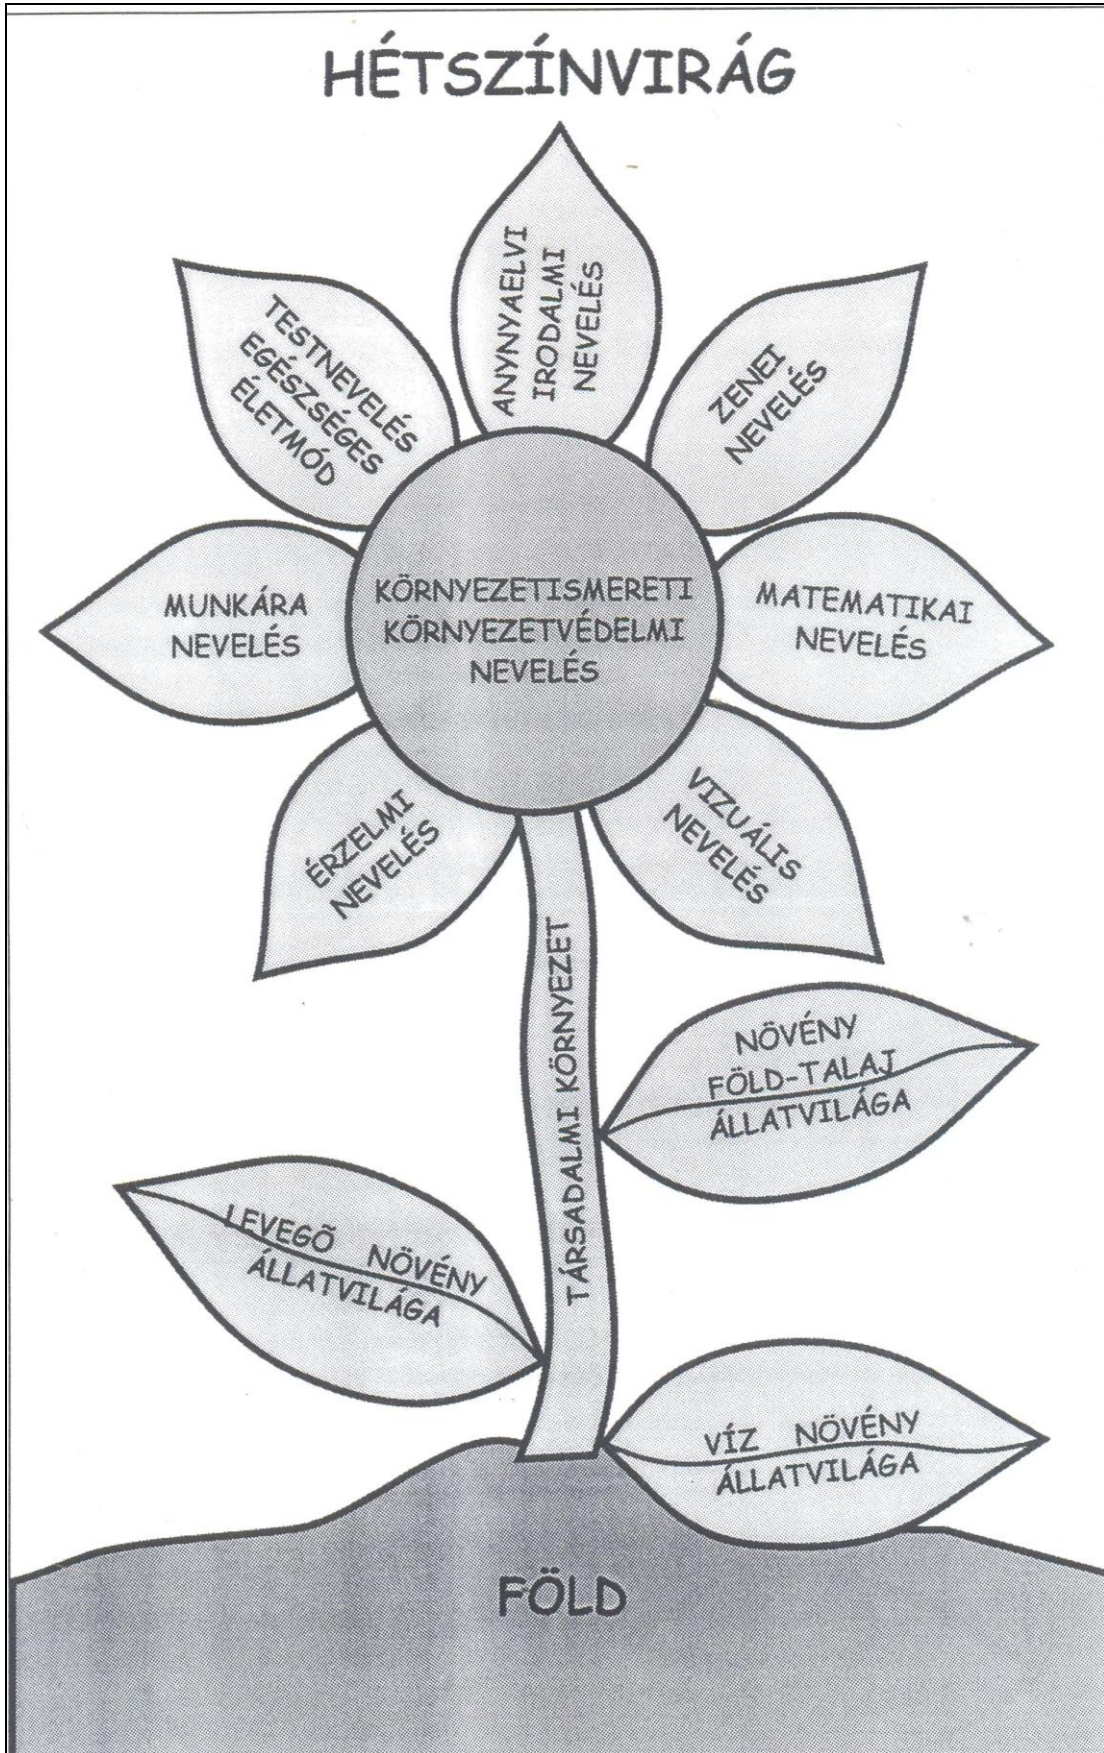 HÉTSZÍNVIRÁG
ANYNYAELVI
IRODALMI
NEVELÉS
TESTNEVELÉS
EGÉSZSÉGES
ÉLETMÓD
ZENEI
NEVELÉS
MUNKÁRA
NEVELÉS
KÖRNYEZETISMERETI
KÖRNYEZETVÉDELMI
NEVELÉS
MATEMATIKAI
NEVELÉS
ÉRZELMI
NEVELÉS
VIZUÁLIS
NEVELÉS
TÁRSADALMI KÖRNYEZET
NÖVÉNY
FÖLD-TALAJ
ÁLLATVILÁGA
LEVEGÕ NÖVÉNY
ÁLLATVILÁGA
VÍZ NÖVÉNY
ÁLLATVILÁGA
FÖLD